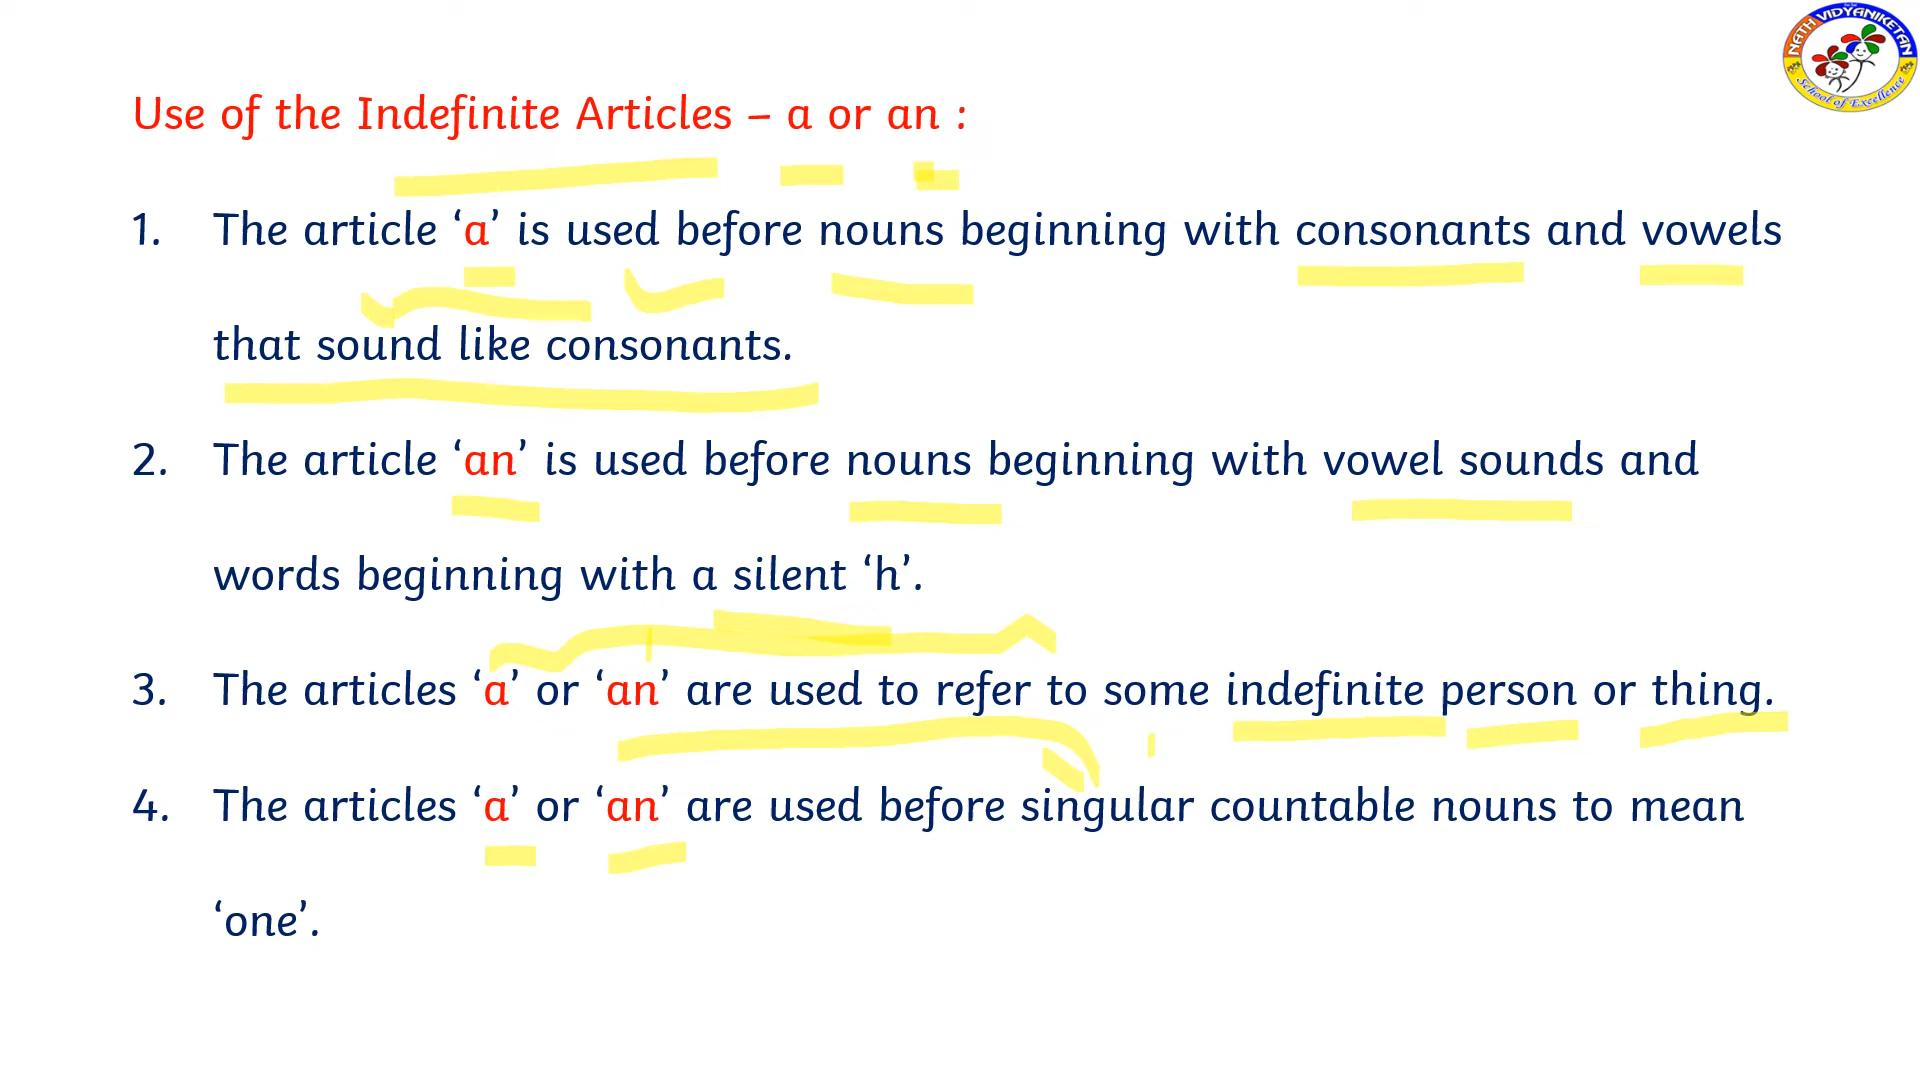 NATH VIDYANIKETAN
School of Excellence
Use of the Indefinite Articles – a or an :
1. The article ‘a’ is used before nouns beginning with consonants and vowels
that sound like consonants.
2. The article ‘an’ is used before nouns beginning with vowel sounds and
words beginning with a silent ‘h’.
3. The articles ‘a’ or ‘an’ are used to refer to some indefinite person or thing.
4. The articles ‘a’ or ‘an’ are used before singular countable nouns to mean
‘one’.